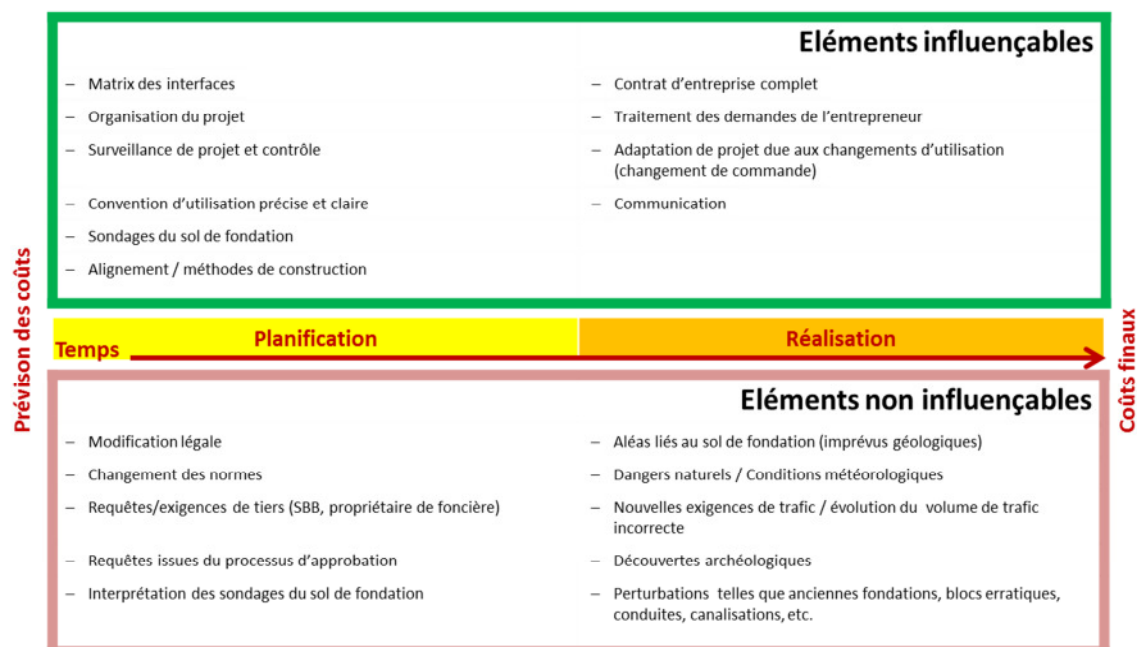 Eléments influençables
– Matrix des interfaces
– Organisation du projet
– Surveillance de projet et contrôle
– Convention d’utilisation précise et claire
– Sondages du sol de fondation
– Alignement / méthodes de construction
– Contrat d’entreprise complet
– Traitement des demandes de l’entrepreneur
– Adaptation de projet due aux changements d’utilisation
(changement de commande)
– Communication
Prévison des coûts
Temps
Planification
Réalisation
Coûts finaux
Eléments non influençables
– Modification légale
– Changement des normes
– Requêtes/exigences de tiers (SBB, propriétaire de foncière)
– Requêtes issues du processus d’approbation
– Interprétation des sondages du sol de fondation
– Aléas liés au sol de fondation (imprévus géologiques)
– Dangers naturels / Conditions météorologiques
– Nouvelles exigences de trafic / évolution du volume de trafic
incorrecte
– Découvertes archéologiques
– Perturbations telles que anciennes fondations, blocs erratiques,
conduites, canalisations, etc.